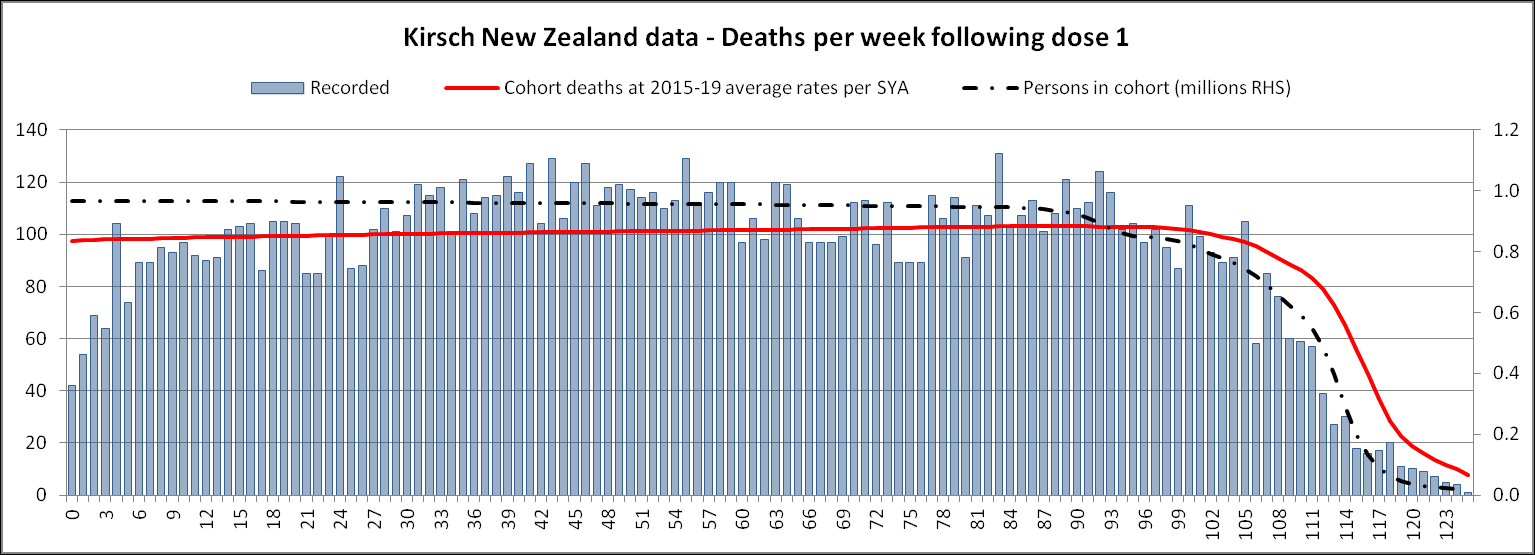 Kirsch New Zealand data - Deaths per week following dose 1
Recorded Cohort deaths at 2015-19 average rates per SYA Persons in cohort (millions RHS)
140 1.2
120 1.0
100 0.8
80 0.6
60 0.4
40 0.2
20 0.0
0
0 3 6 9 12 15 18 21 24 27 30 33 36 39 42 45 48 51 54 57 60 63 66 69 72 75 78 81 84 87 90 93 96 99 102 105 108 111 114 117 120 123